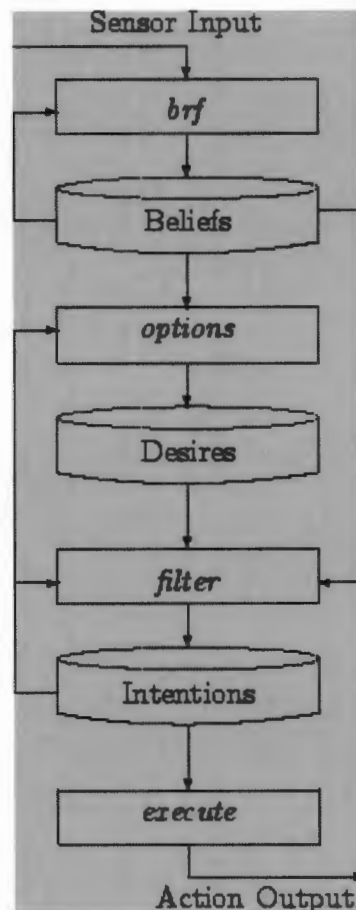 Sensor Input
brf
Beliefs
options
Desires
filter
Intentions
execute
Action Output